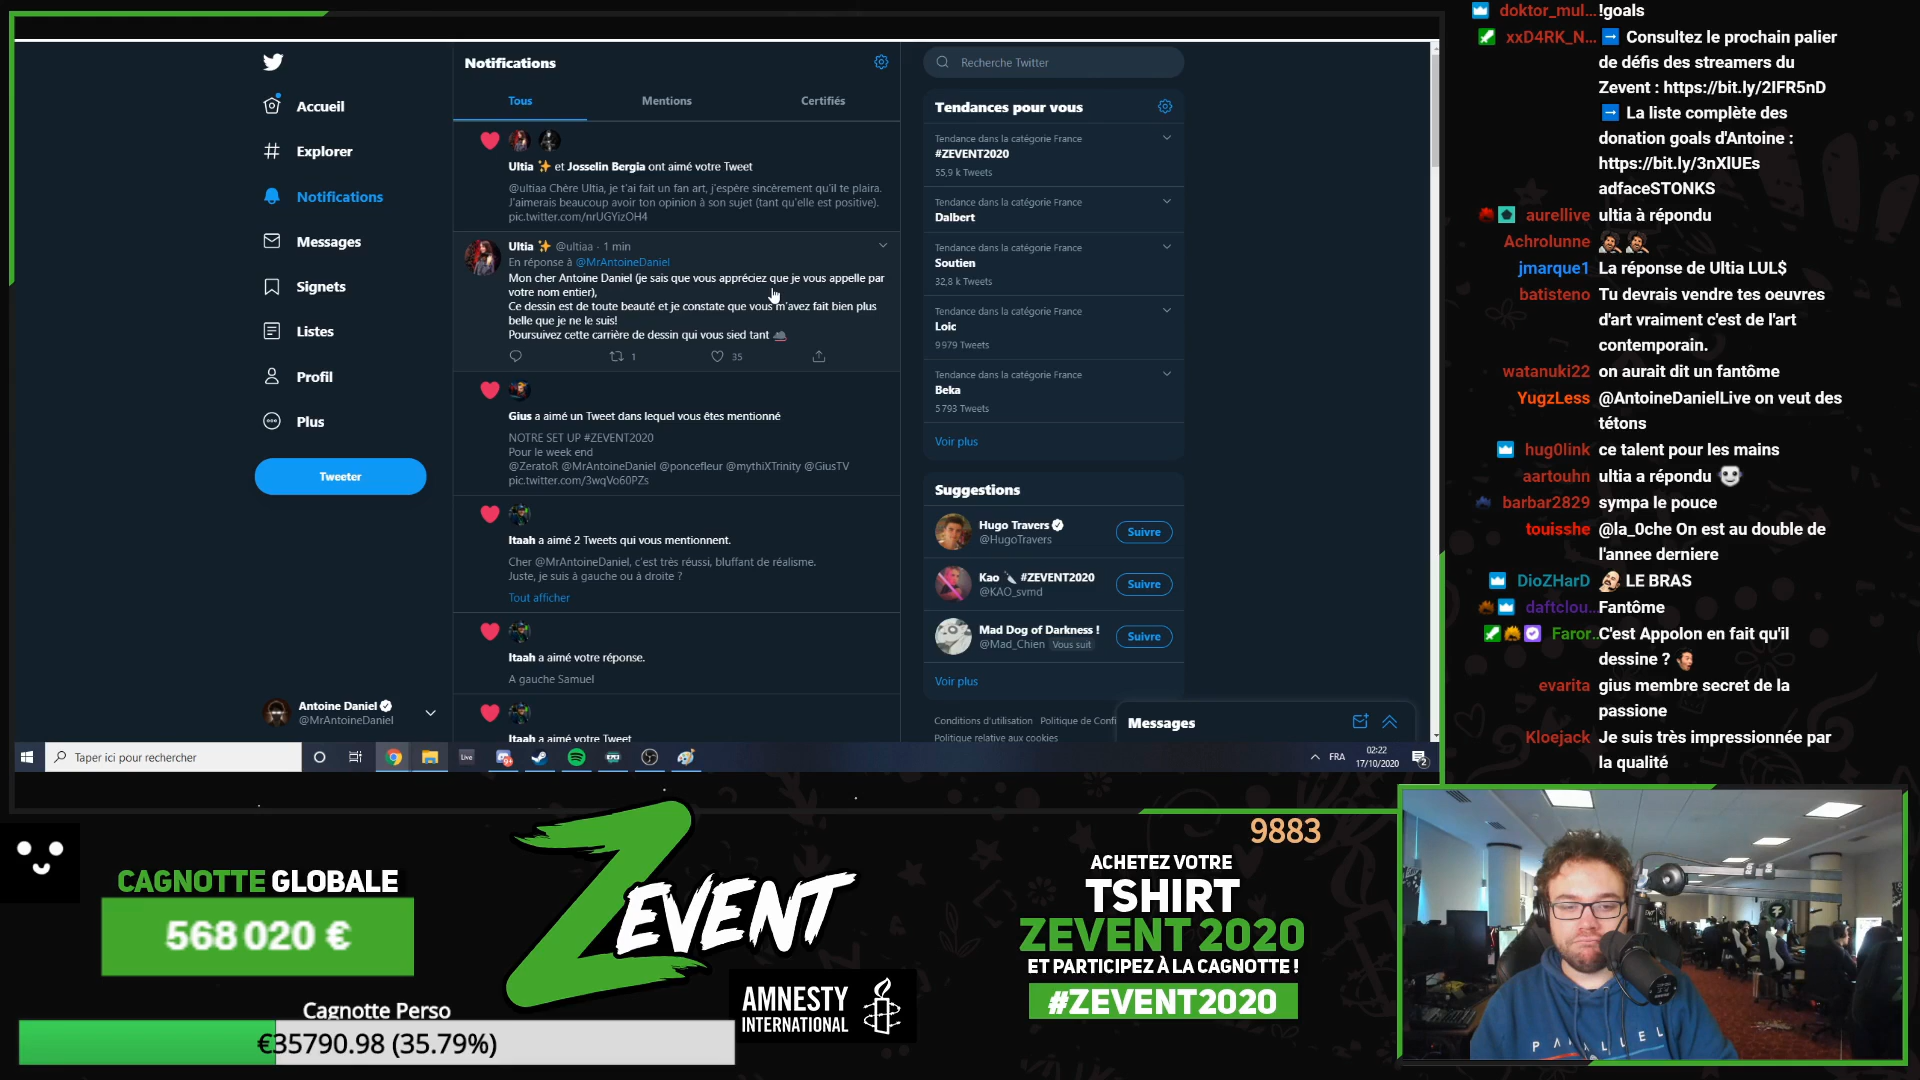 Accueil
Explorer
Notifications
Messages
Signets
Listes
Profil
Plus
Tweeter
Antoine Daniel
@MrAntoineDaniel
Notifications
Tous
Mentions
Certifiés
Ultia ✨ et Josselin Bergia ont aimé votre Tweet
@ultiaa Chère Ultia, je t'ai fait un fan art, j'espère sincèrement qu'il te plaira.
J'aimerais beaucoup avoir ton opinion à son sujet (tant qu'elle est positive).
pic.twitter.com/nrUGYizOH4
Ultia ✨ @ultiaa · 1 min
En réponse à @MrAntoineDaniel
Mon cher Antoine Daniel (je sais que vous appréciez que je vous appelle par
votre nom entier),
Ce dessin est de toute beauté et je constate que vous m'avez fait bien plus
belle que je ne le suis!
Poursuivez cette carrière de dessin qui vous sied tant
1
35
Gius a aimé un Tweet dans lequel vous êtes mentionné
NOTRE SET UP #ZEVENT2020
Pour le week end
@ZeratoR @MrAntoineDaniel @poncefleur @mythiXTrinity @GiusTV
pic.twitter.com/3wqVo60PZs
Itaah a aimé 2 Tweets qui vous mentionnent.
Cher @MrAntoineDaniel, c'est très réussi, bluffant de réalisme.
Juste, je suis à gauche ou à droite ?
Tout afficher
Itaah a aimé votre réponse.
A gauche Samuel
Itaah a aimé votre Tweet
Recherche Twitter
Tendances pour vous
Tendance dans la catégorie France
#ZEVENT2020
55,9 k Tweets
Tendance dans la catégorie France
Dalbert
Tendance dans la catégorie France
Soutien
32,8 k Tweets
Tendance dans la catégorie France
Loic
9 979 Tweets
Tendance dans la catégorie France
Beka
5 793 Tweets
Voir plus
Suggestions
Hugo Travers
@HugoTravers
Suivre
Kao #ZEVENT2020
@KAO_svmd
Suivre
Mad Dog of Darkness !
@Mad_Chien Vous suit
Suivre
Voir plus
Conditions d'utilisation Politique de Confi
Politique relative aux cookies
Messages
Taper ici pour rechercher
Live
FRA
02:22
17/10/2020
2
doktor_mul... !goals
xxD4RK_N... Consultez le prochain palier
de défis des streamers du
Zevent : https://bit.ly/2IFR5nD
La liste complète des
donation goals d'Antoine :
https://bit.ly/3nXlUEs
adfaceSTONKS
aurellive ultia à répondu
Achrolunne
jmarque1 La réponse de Ultia LUL$
batisteno Tu devrais vendre tes oeuvres
d'art vraiment c'est de l'art
contemporain.
watanuki22 on aurait dit un fantôme
YugzLess @AntoineDanielLive on veut des
tétons
hug0link ce talent pour les mains
aartouhn ultia a répondu
barbar2829 sympa le pouce
touisshe @la_0che On est au double de
l'annee derniere
DioZHarD LE BRAS
daftclou... Fantôme
Faror... C'est Appolon en fait qu'il
dessine ?
evarita gius membre secret de la
passione
Kloejack Je suis très impressionnée par
la qualité
CAGNOTTE GLOBALE
568 020 €
Cagnotte Perso
€35790.98 (35.79%)
ZEVENT
AMNESTY
INTERNATIONAL
9883
ACHETEZ VOTRE
TSHIRT
ZEVENT 2020
ET PARTICIPEZ À LA CAGNOTTE !
#ZEVENT2020